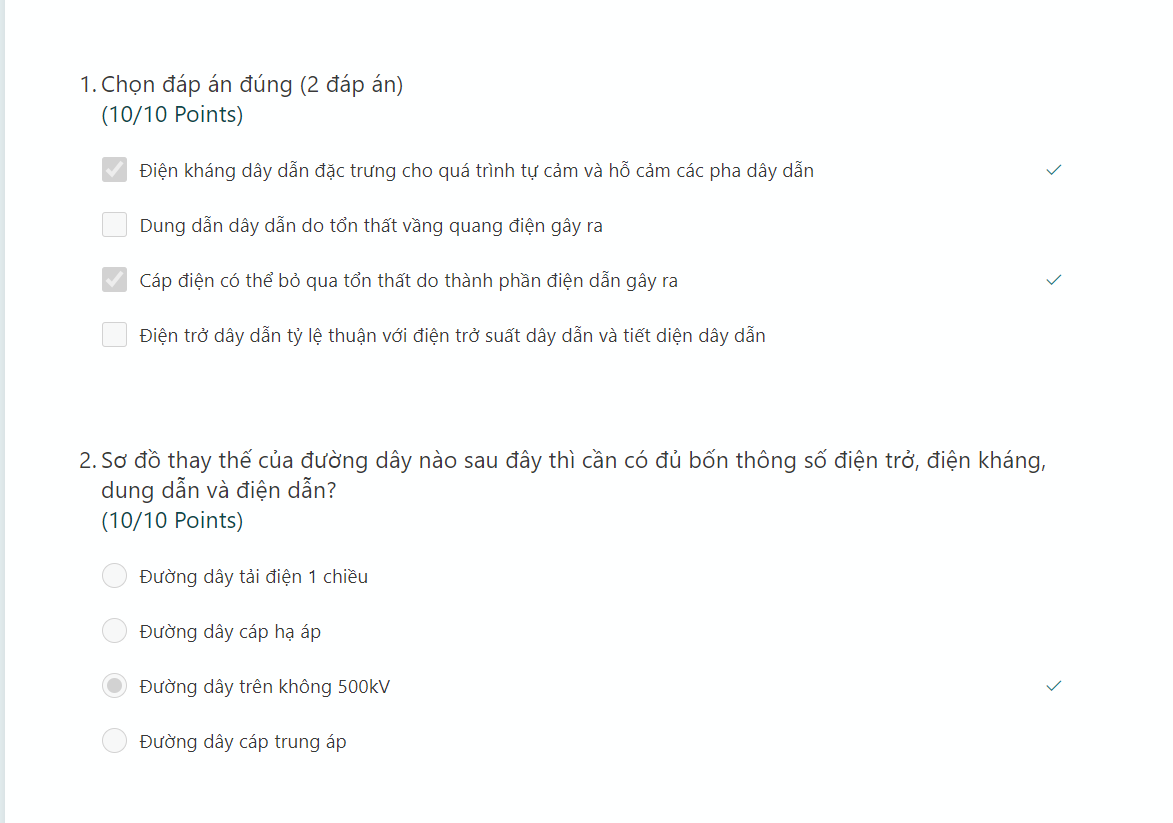 1. Chọn đáp án đúng (2 đáp án)
(10/10 Points)
Điện kháng dây dẫn đặc trưng cho quá trình tự cảm và hỗ cảm các pha dây dẫn
Dung dẫn dây dẫn do tổn thất vầng quang điện gây ra
Cáp điện có thể bỏ qua tổn thất do thành phần điện dẫn gây ra
Điện trở dây dẫn tỷ lệ thuận với điện trở suất dây dẫn và tiết diện dây dẫn
2. Sơ đồ thay thế của đường dây nào sau đây thì cần có đủ bốn thông số điện trở, điện kháng,
dung dẫn và điện dẫn?
(10/10 Points)
Đường dây tải điện 1 chiều
Đường dây cáp hạ áp
Đường dây trên không 500kV
Đường dây cáp trung áp